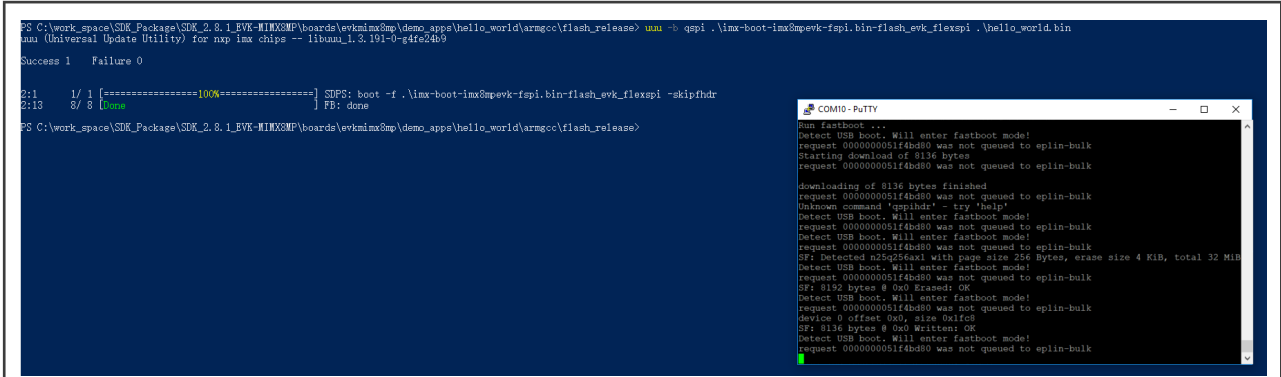 PS C:\work_space\SDK_Package\SDK_2.8.1_EVK-MIMX8MP\boards\evkmimx8mp\demo_apps\hello_world\armgcc\flash_release> uuu -b qspi .\imx-boot-imx8mpevk-fspi.bin-flash_evk_flexspi .\hello_world.bin
uuu (Universal Update Utility) for nxp imx chips -- libuuu_1.3.191-0-g4fe24b9
Success 1    Failure 0
2:1      1/ 1 [=================100%=================] SDPS: boot -f .\imx-boot-imx8mpevk-fspi.bin-flash_evk_flexspi -skipfhdr
2:13     8/ 8 [Done                                  ] FB: done
PS C:\work_space\SDK_Package\SDK_2.8.1_EVK-MIMX8MP\boards\evkmimx8mp\demo_apps\hello_world\armgcc\flash_release>
COM10 - PuTTY
Run fastboot ...
Detect USB boot. Will enter fastboot mode!
request 0000000051f4bd80 was not queued to eplin-bulk
Starting download of 8136 bytes
request 0000000051f4bd80 was not queued to eplin-bulk
downloading of 8136 bytes finished
request 0000000051f4bd80 was not queued to eplin-bulk
Unknown command 'qspihdr' - try 'help'
Detect USB boot. Will enter fastboot mode!
request 0000000051f4bd80 was not queued to eplin-bulk
Detect USB boot. Will enter fastboot mode!
request 0000000051f4bd80 was not queued to eplin-bulk
SF: Detected n25q256ax1 with page size 256 Bytes, erase size 4 KiB, total 32 MiB
Detect USB boot. Will enter fastboot mode!
request 0000000051f4bd80 was not queued to eplin-bulk
SF: 8192 bytes @ 0x0 Erased: OK
Detect USB boot. Will enter fastboot mode!
request 0000000051f4bd80 was not queued to eplin-bulk
device 0 offset 0x0, size 0x1fc8
SF: 8136 bytes @ 0x0 Written: OK
Detect USB boot. Will enter fastboot mode!
request 0000000051f4bd80 was not queued to eplin-bulk